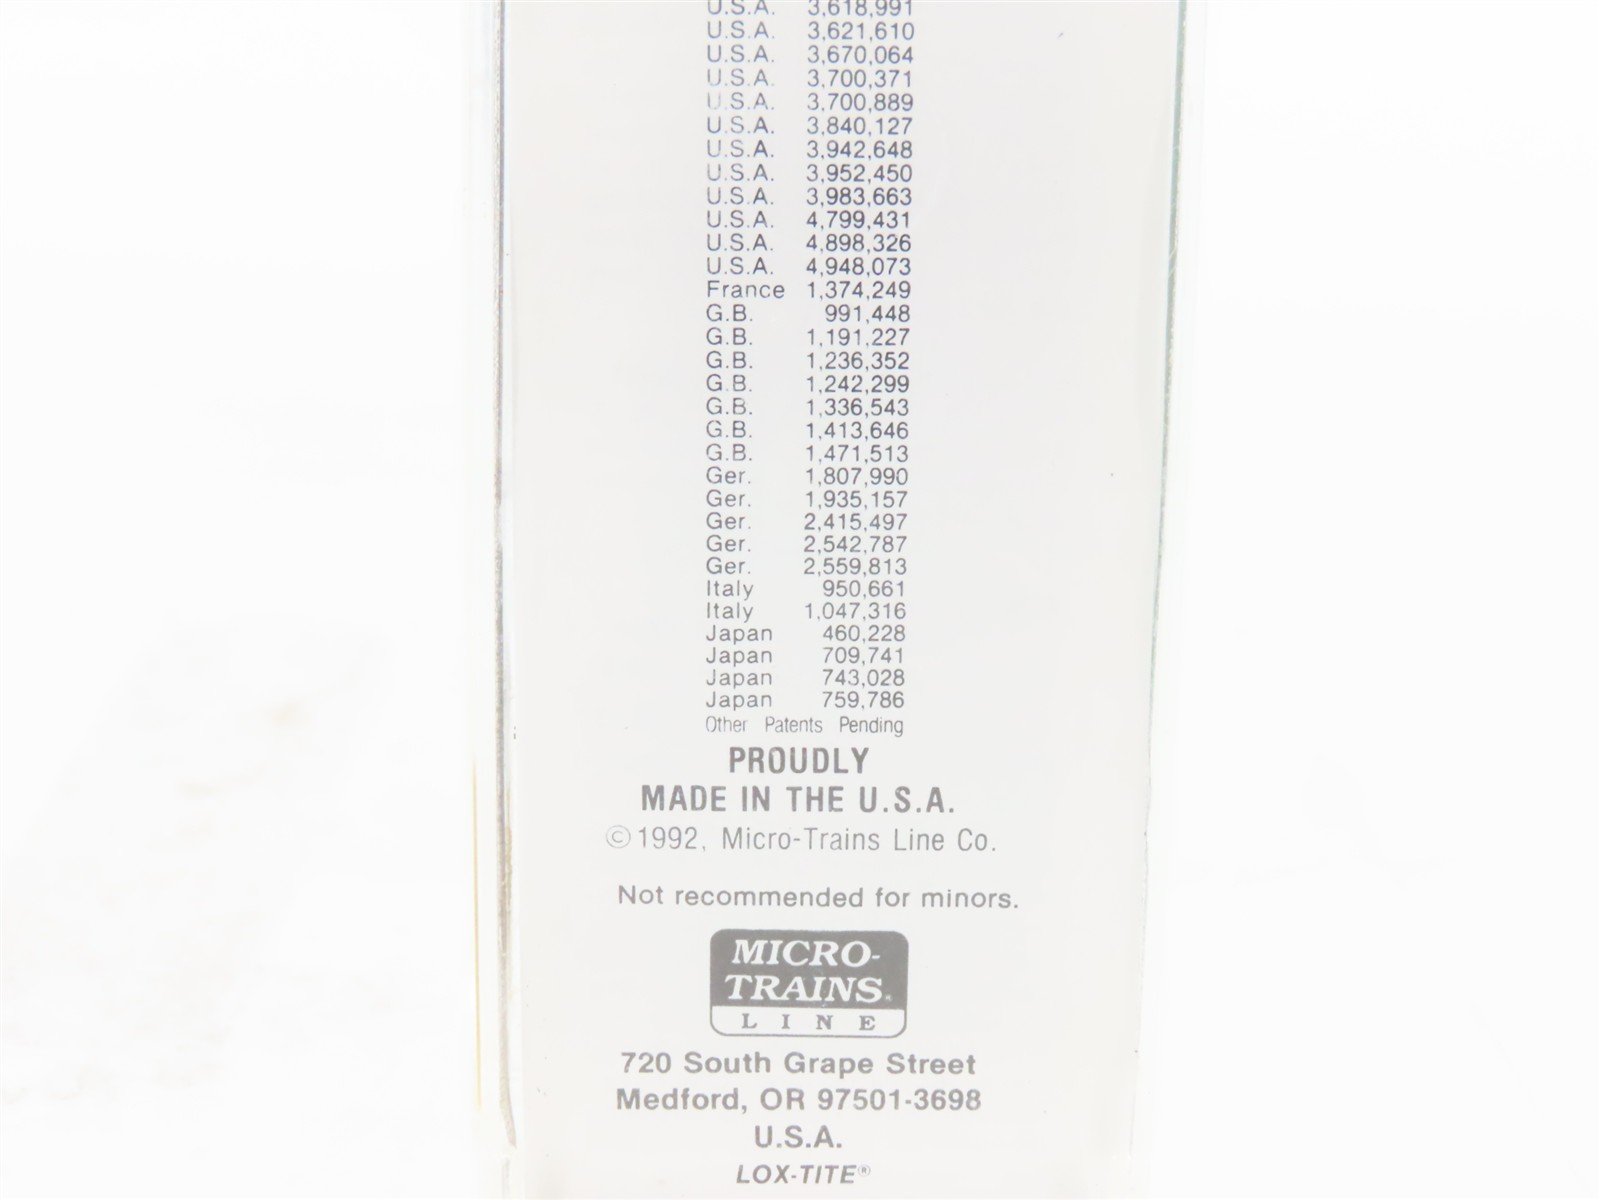 U.S.A. 3,618,991
U.S.A. 3,621,610
U.S.A. 3,670,064
U.S.A. 3,700,371
U.S.A. 3,700,889
U.S.A. 3,840,127
U.S.A. 3,942,648
U.S.A. 3,952,450
U.S.A. 3,983,663
U.S.A. 4,799,431
U.S.A. 4,898,326
U.S.A. 4,948,073
France 1,374,249
G.B. 991,448
G.B. 1,191,227
G.B. 1,236,352
G.B. 1,242,299
G.B. 1,336,543
G.B. 1,413,646
G.B. 1,471,513
Ger. 1,807,990
Ger. 1,935,157
Ger. 2,415,497
Ger. 2,542,787
Ger. 2,559,813
Italy 950,661
Italy 1,047,316
Japan 460,228
Japan 709,741
Japan 743,028
Japan 759,786
Other Patents Pending
PROUDLY
MADE IN THE U.S.A.
©1992, Micro-Trains Line Co.
Not recommended for minors.
MICRO-
TRAINS®
LINE
720 South Grape Street
Medford, OR 97501-3698
U.S.A.
LOX-TITE®